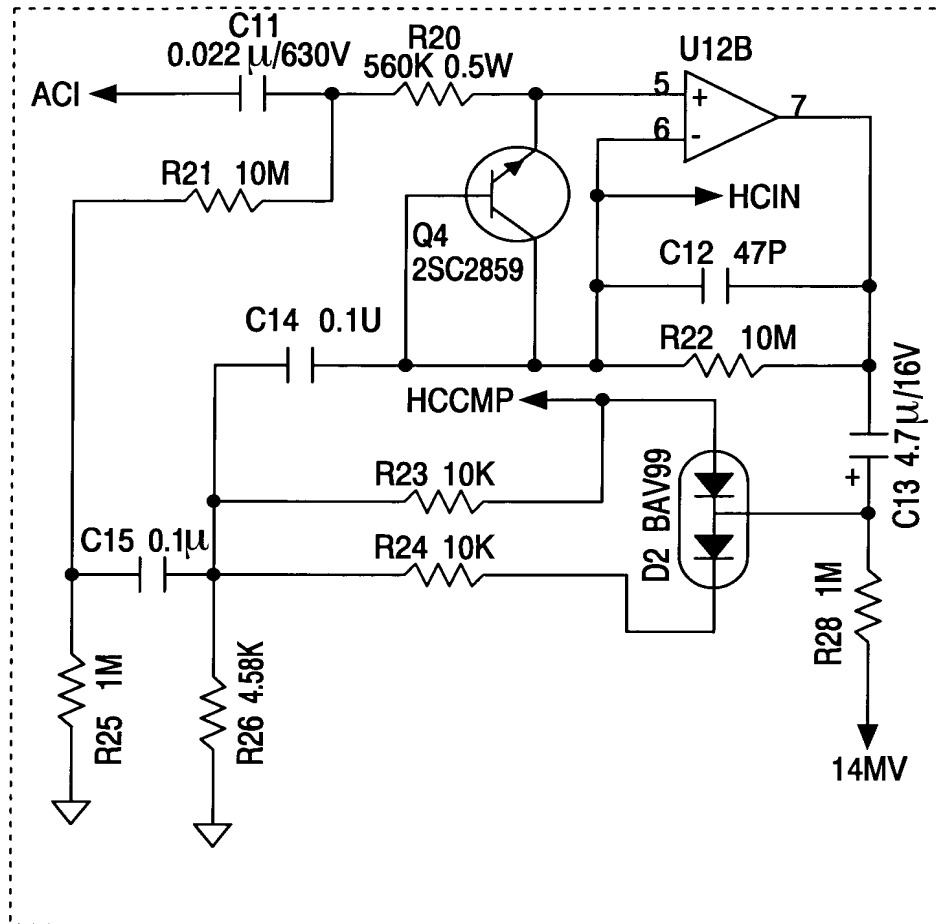 C11
0.022 μ/630V
R20
560K 0.5W
U12B
ACI
5
+
7
6
-
R21 10M
HCIN
Q4
2SC2859
C12 47P
C14 0.1U
R22 10M
HCCMP
C13 4.7μ/16V
+
R23 10K
D2 BAV99
C15 0.1μ
R24 10K
R25 1M
R26 4.58K
R28 1M
14MV